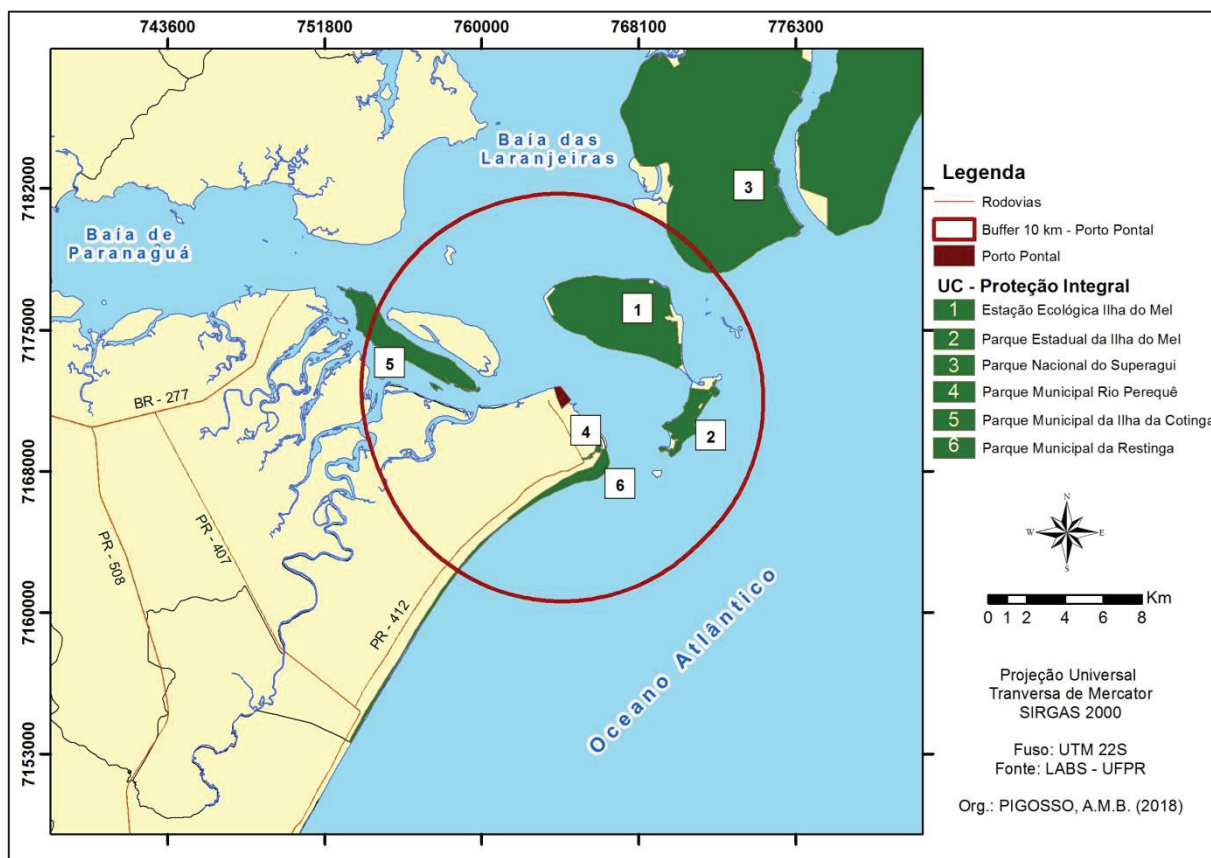 743600 751800 760000 768100 776300
7182000
7175000
7168000
7160000
7153000
Baía das
Laranjeiras
Baía de
Paranaguá
3
1
5
4
2
6
BR - 277
PR - 407
PR - 508
PR - 412
Oceano Atlântico
Legenda
Rodovias
Buffer 10 km - Porto Pontal
Porto Pontal
UC - Proteção Integral
1 Estação Ecológica Ilha do Mel
2 Parque Estadual da Ilha do Mel
3 Parque Nacional do Superagui
4 Parque Municipal Rio Perequê
5 Parque Municipal da Ilha da Cotinga
6 Parque Municipal da Restinga
N
W E
S
Km
0 1 2 4 6 8
Projeção Universal
Tranversa de Mercator
SIRGAS 2000
Fuso: UTM 22S
Fonte: LABS - UFPR
Org.: PIGOSSO, A.M.B. (2018)